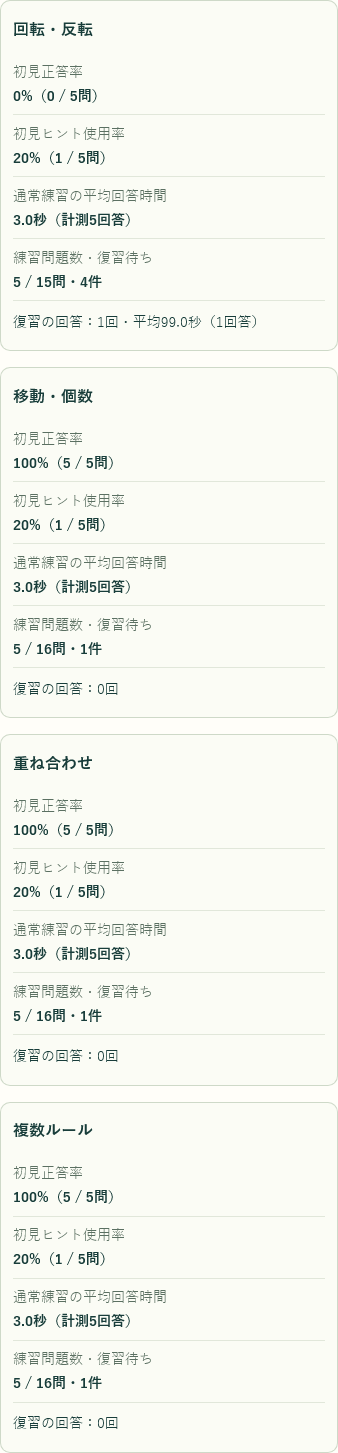 回転・反転
初見正答率
0%（0 / 5問）
初見ヒント使用率
20%（1 / 5問）
通常練習の平均回答時間
3.0秒（計測5回答）
練習問題数・復習待ち
5 / 15問・4件
復習の回答：1回・平均99.0秒（1回答）
移動・個数
初見正答率
100%（5 / 5問）
初見ヒント使用率
20%（1 / 5問）
通常練習の平均回答時間
3.0秒（計測5回答）
練習問題数・復習待ち
5 / 16問・1件
復習の回答：0回
重ね合わせ
初見正答率
100%（5 / 5問）
初見ヒント使用率
20%（1 / 5問）
通常練習の平均回答時間
3.0秒（計測5回答）
練習問題数・復習待ち
5 / 16問・1件
復習の回答：0回
複数ルール
初見正答率
100%（5 / 5問）
初見ヒント使用率
20%（1 / 5問）
通常練習の平均回答時間
3.0秒（計測5回答）
練習問題数・復習待ち
5 / 16問・1件
復習の回答：0回